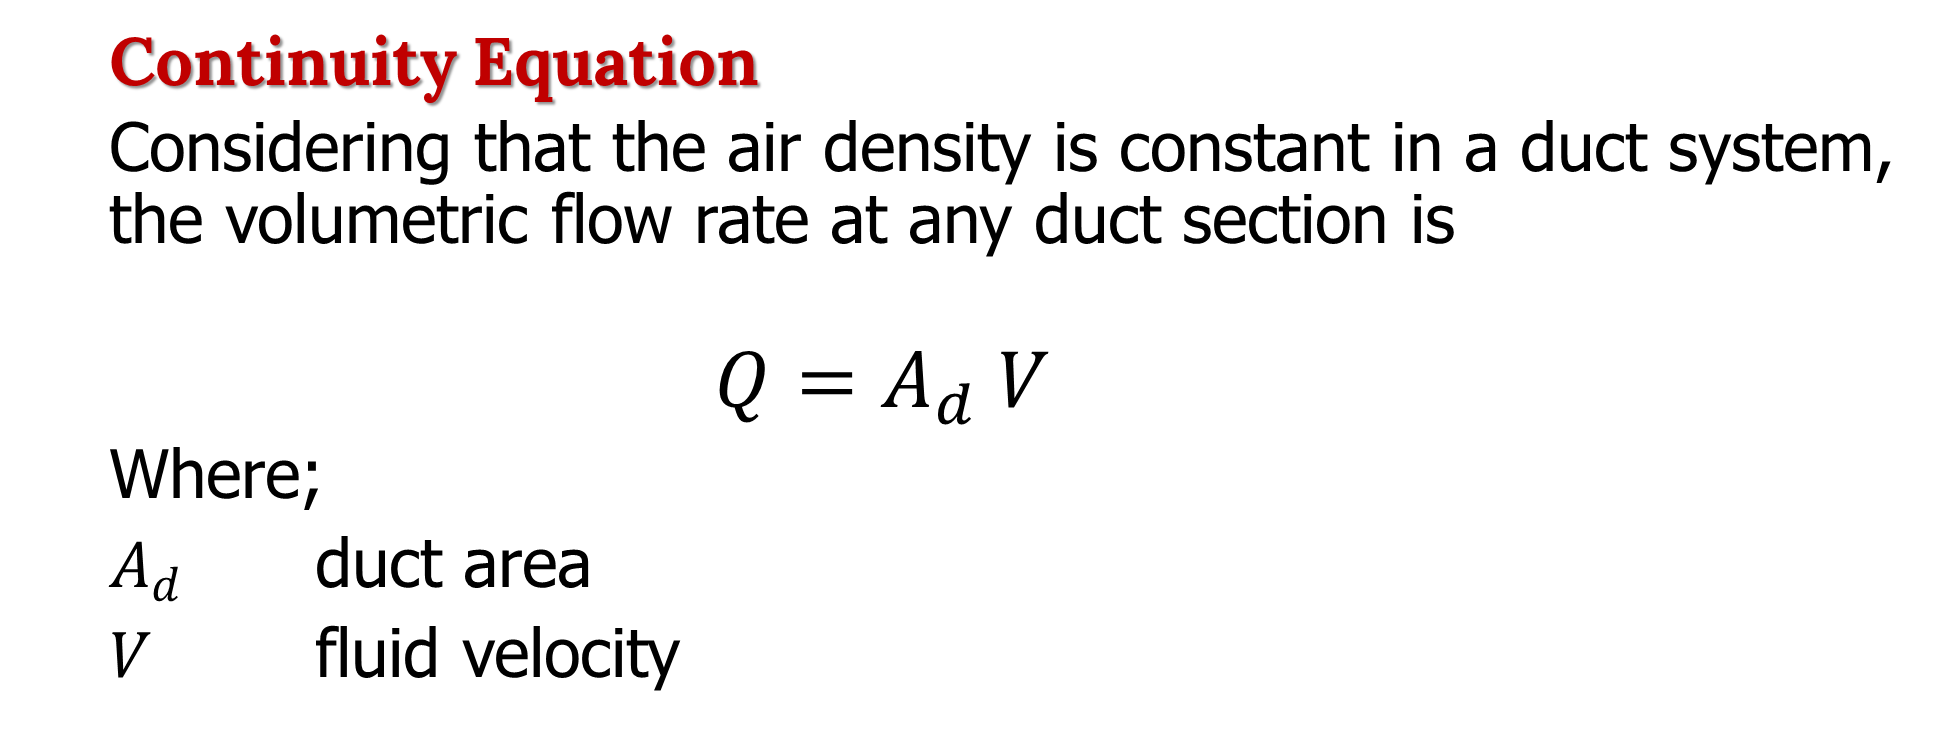 Continuity Equation
Considering that the air density is constant in a duct system,
the volumetric flow rate at any duct section is
Q = A_d V
Where;
A_d duct area
V fluid velocity